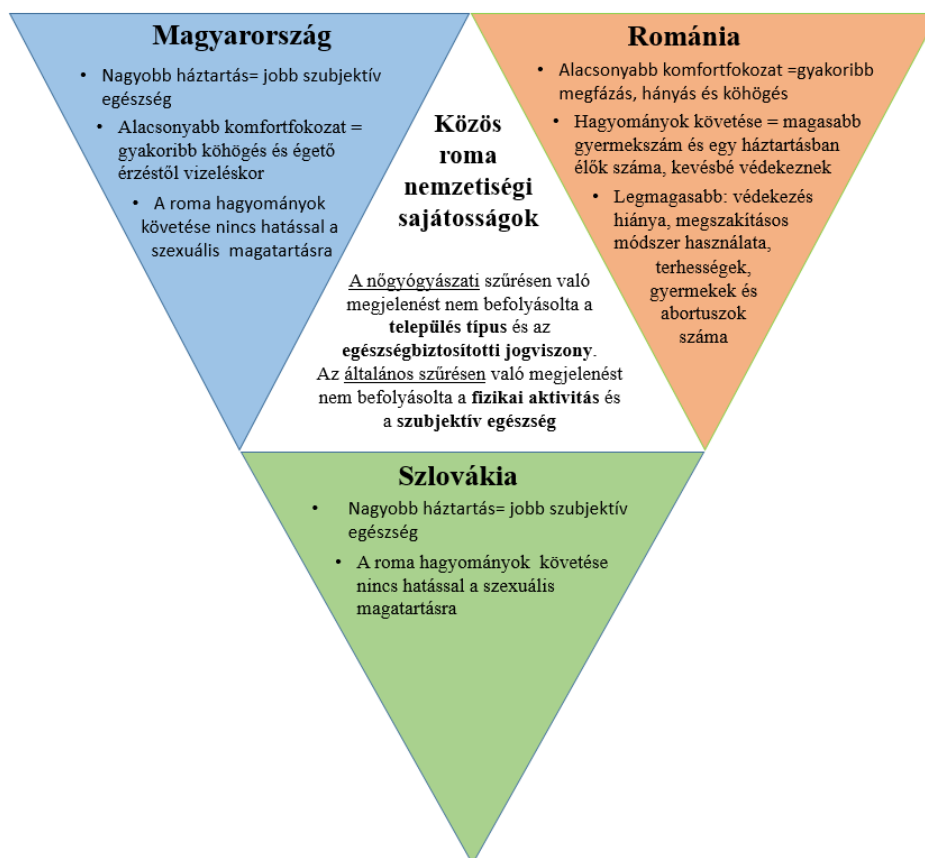 Magyarország
• Nagyobb háztartás= jobb szubjektív
egészség
• Alacsonyabb komfortfokozat =
gyakoribb köhögés és égető
érzéstől vizeléskor
• A roma hagyományok
követése nincs hatással a
szexuális magatartásra
Közös
roma
nemzetiségi
sajátosságok
A nőgyógyászati szűrésen való
megjelenést nem befolyásolta a
település típus és az
egészségbiztosítotti jogviszony.
Az általános szűrésen való megjelenést
nem befolyásolta a fizikai aktivitás és
a szubjektív egészség
Románia
• Alacsonyabb komfortfokozat =gyakoribb
megfázás, hányás és köhögés
• Hagyományok követése = magasabb
gyermekszám és egy háztartásban
élők száma, kevésbé védekeznek
• Legmagasabb: védekezés
hiánya, megszakításos
módszer használata,
terhességek,
gyermekek és
abortuszok
száma
Szlovákia
• Nagyobb háztartás= jobb szubjektív
egészség
• A roma hagyományok követése
nincs hatással a szexuális
magatartásra